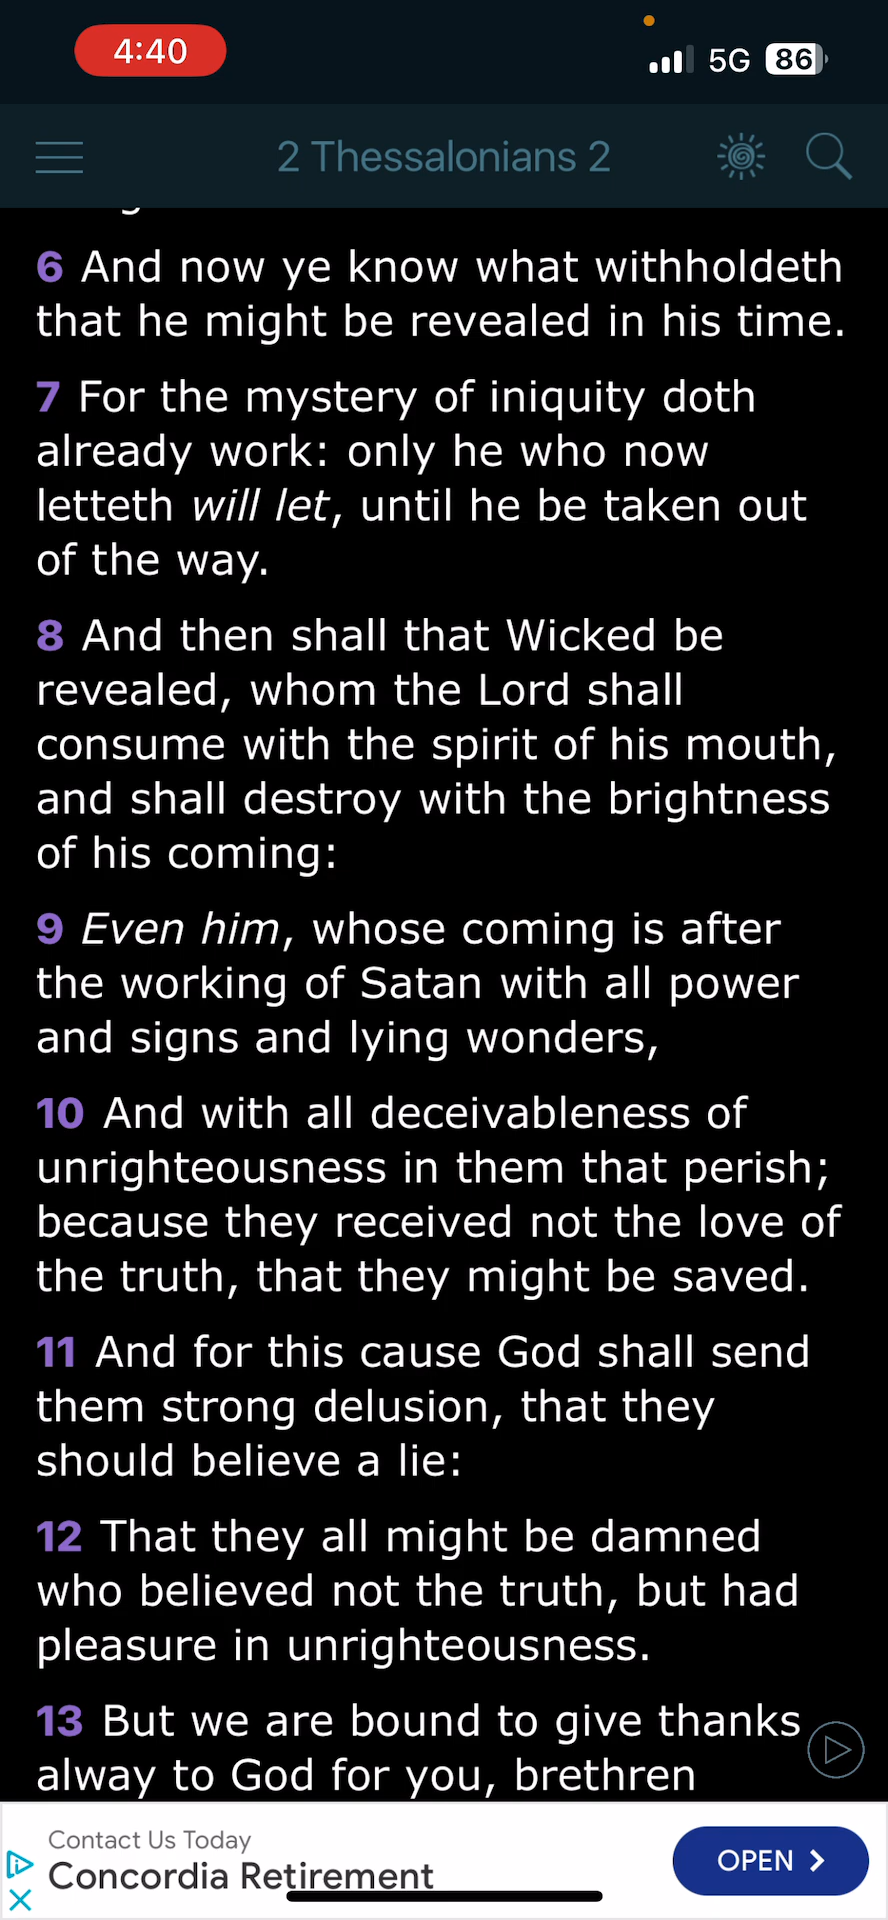 4:40
5G 86
2 Thessalonians 2
6 And now ye know what withholdeth
that he might be revealed in his time.
7 For the mystery of iniquity doth
already work: only he who now
letteth will let, until he be taken out
of the way.
8 And then shall that Wicked be
revealed, whom the Lord shall
consume with the spirit of his mouth,
and shall destroy with the brightness
of his coming:
9 Even him, whose coming is after
the working of Satan with all power
and signs and lying wonders,
10 And with all deceivableness of
unrighteousness in them that perish;
because they received not the love of
the truth, that they might be saved.
11 And for this cause God shall send
them strong delusion, that they
should believe a lie:
12 That they all might be damned
who believed not the truth, but had
pleasure in unrighteousness.
13 But we are bound to give thanks
alway to God for you, brethren
Contact Us Today
Concordia Retirement
OPEN